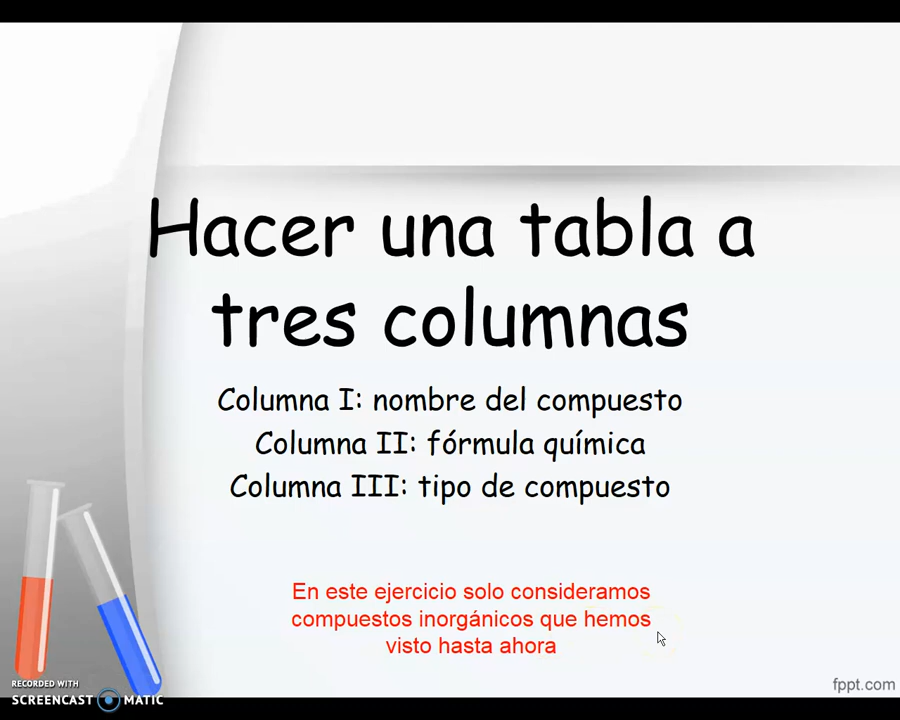 Hacer una tabla a
tres columnas
Columna I: nombre del compuesto
Columna II: fórmula química
Columna III: tipo de compuesto
En este ejercicio solo consideramos
compuestos inorgánicos que hemos
visto hasta ahora
RECORDED WITH
SCREENCAST MATIC
fppt.com